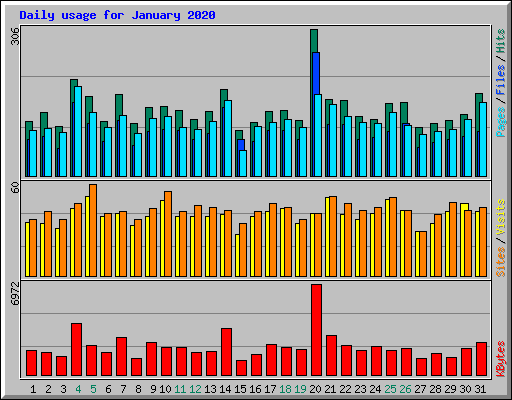 Daily usage for January 2020
306
Pages / Files / Hits
60
Sites / Visits
6972
KBytes
1 2 3 4 5 6 7 8 9 10 11 12 13 14 15 16 17 18 19 20 21 22 23 24 25 26 27 28 29 30 31